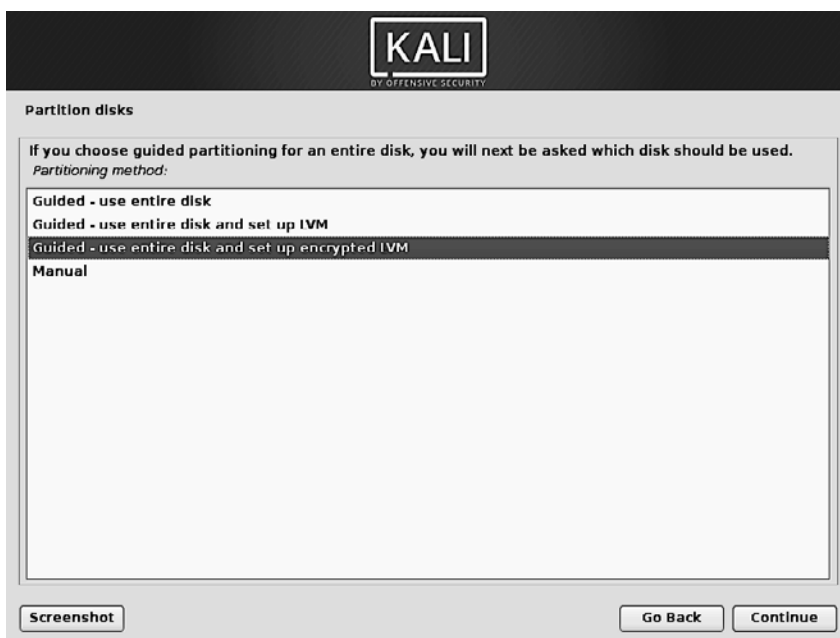 KALI
BY OFFENSIVE SECURITY
Partition disks
If you choose guided partitioning for an entire disk, you will next be asked which disk should be used.
Partitioning method:
Guided - use entire disk
Guided - use entire disk and set up LVM
Guided - use entire disk and set up encrypted LVM
Manual
Screenshot
Go Back
Continue